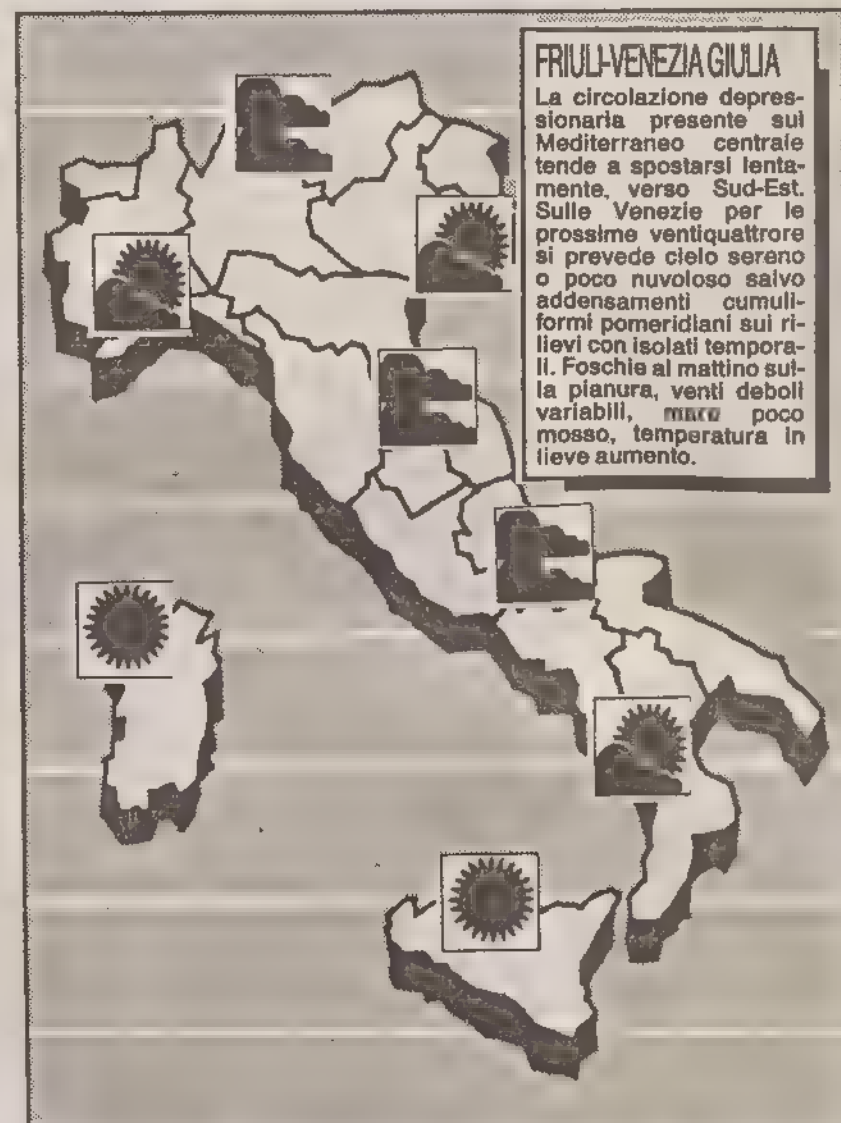 FRIULI-VENEZIA GIULIA
La circolazione depres-
sionaria presente sul
Mediterraneo centrale
tende a spostarsi lenta-
mente, verso Sud-Est.
Sulle Venezie per le
prossime ventiquattrore
si prevede cielo sereno
o poco nuvoloso salvo
addensamenti cumuli-
formi pomeridiani sui ri-
lievi con isolati tempora-
li. Foschie al mattino sul-
la pianura, venti deboli
variabili, mare poco
mosso, temperatura in
lieve aumento.